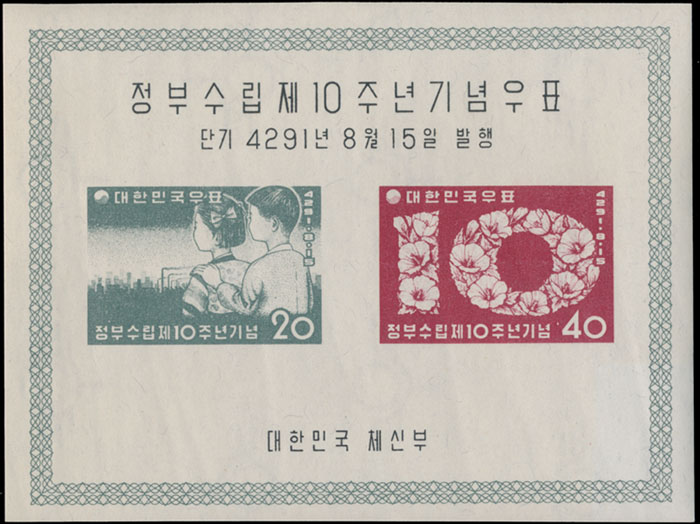 정부수립제10주년기념우표
단기 4291년 8월 15일 발행
대한민국우표
4291.8.15
정부수립제10주년기념 20
대한민국우표
4291.8.15
10
정부수립제10주년기념 40
대한민국 체신부